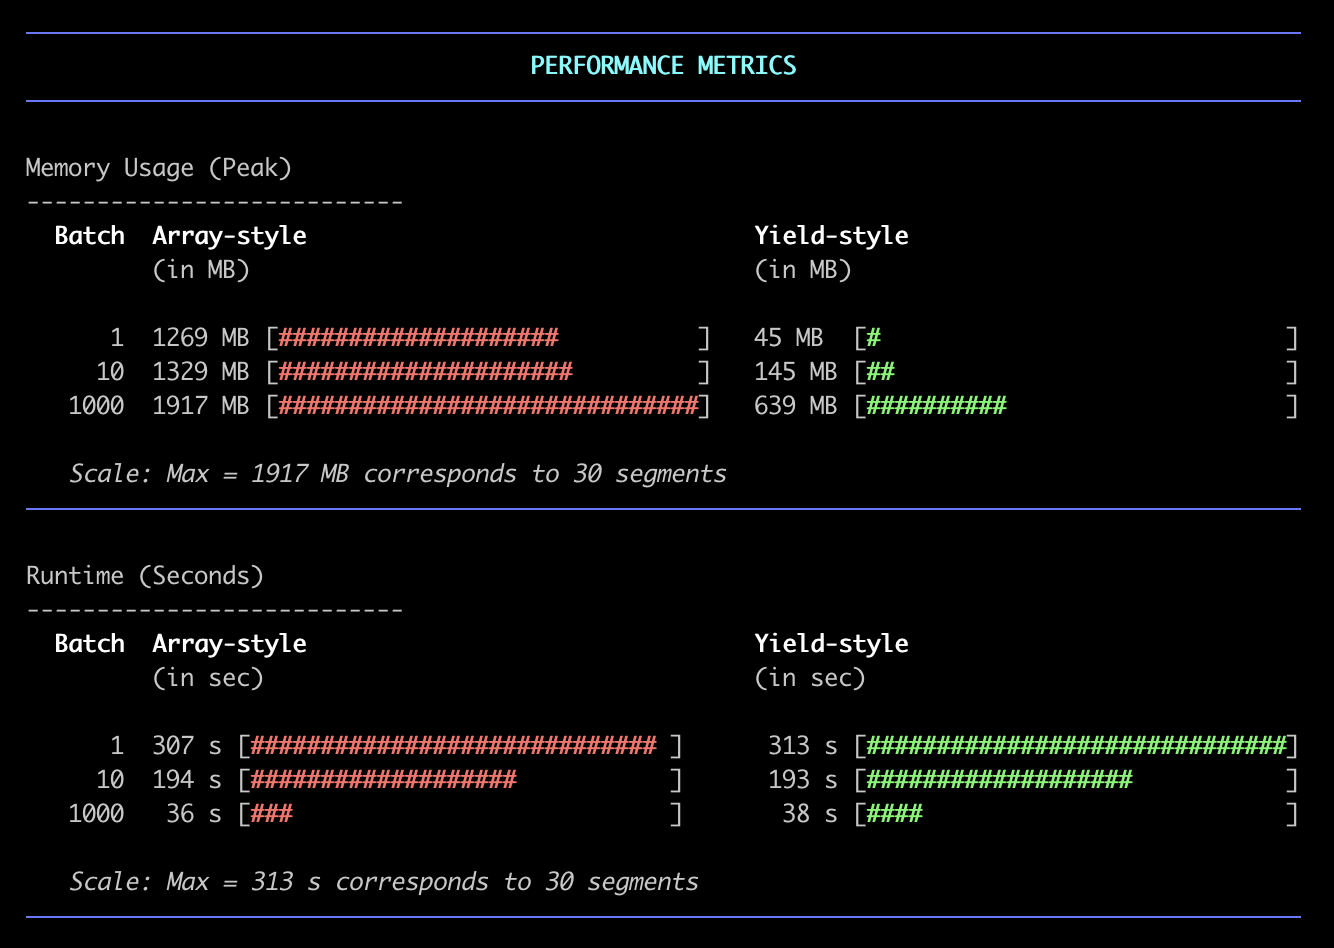 PERFORMANCE METRICS
Memory Usage (Peak)
---------------------------
Batch  Array-style                                Yield-style
(in MB)                                    (in MB)
1  1269 MB [####################          ]   45 MB  [#                             ]
10  1329 MB [#####################         ]   145 MB [##                            ]
1000  1917 MB [##############################]   639 MB [##########                    ]
Scale: Max = 1917 MB corresponds to 30 segments
Runtime (Seconds)
---------------------------
Batch  Array-style                                Yield-style
(in sec)                                   (in sec)
1  307 s [############################# ]      313 s [##############################]
10  194 s [###################           ]      193 s [###################           ]
1000   36 s [###                           ]       38 s [####                          ]
Scale: Max = 313 s corresponds to 30 segments